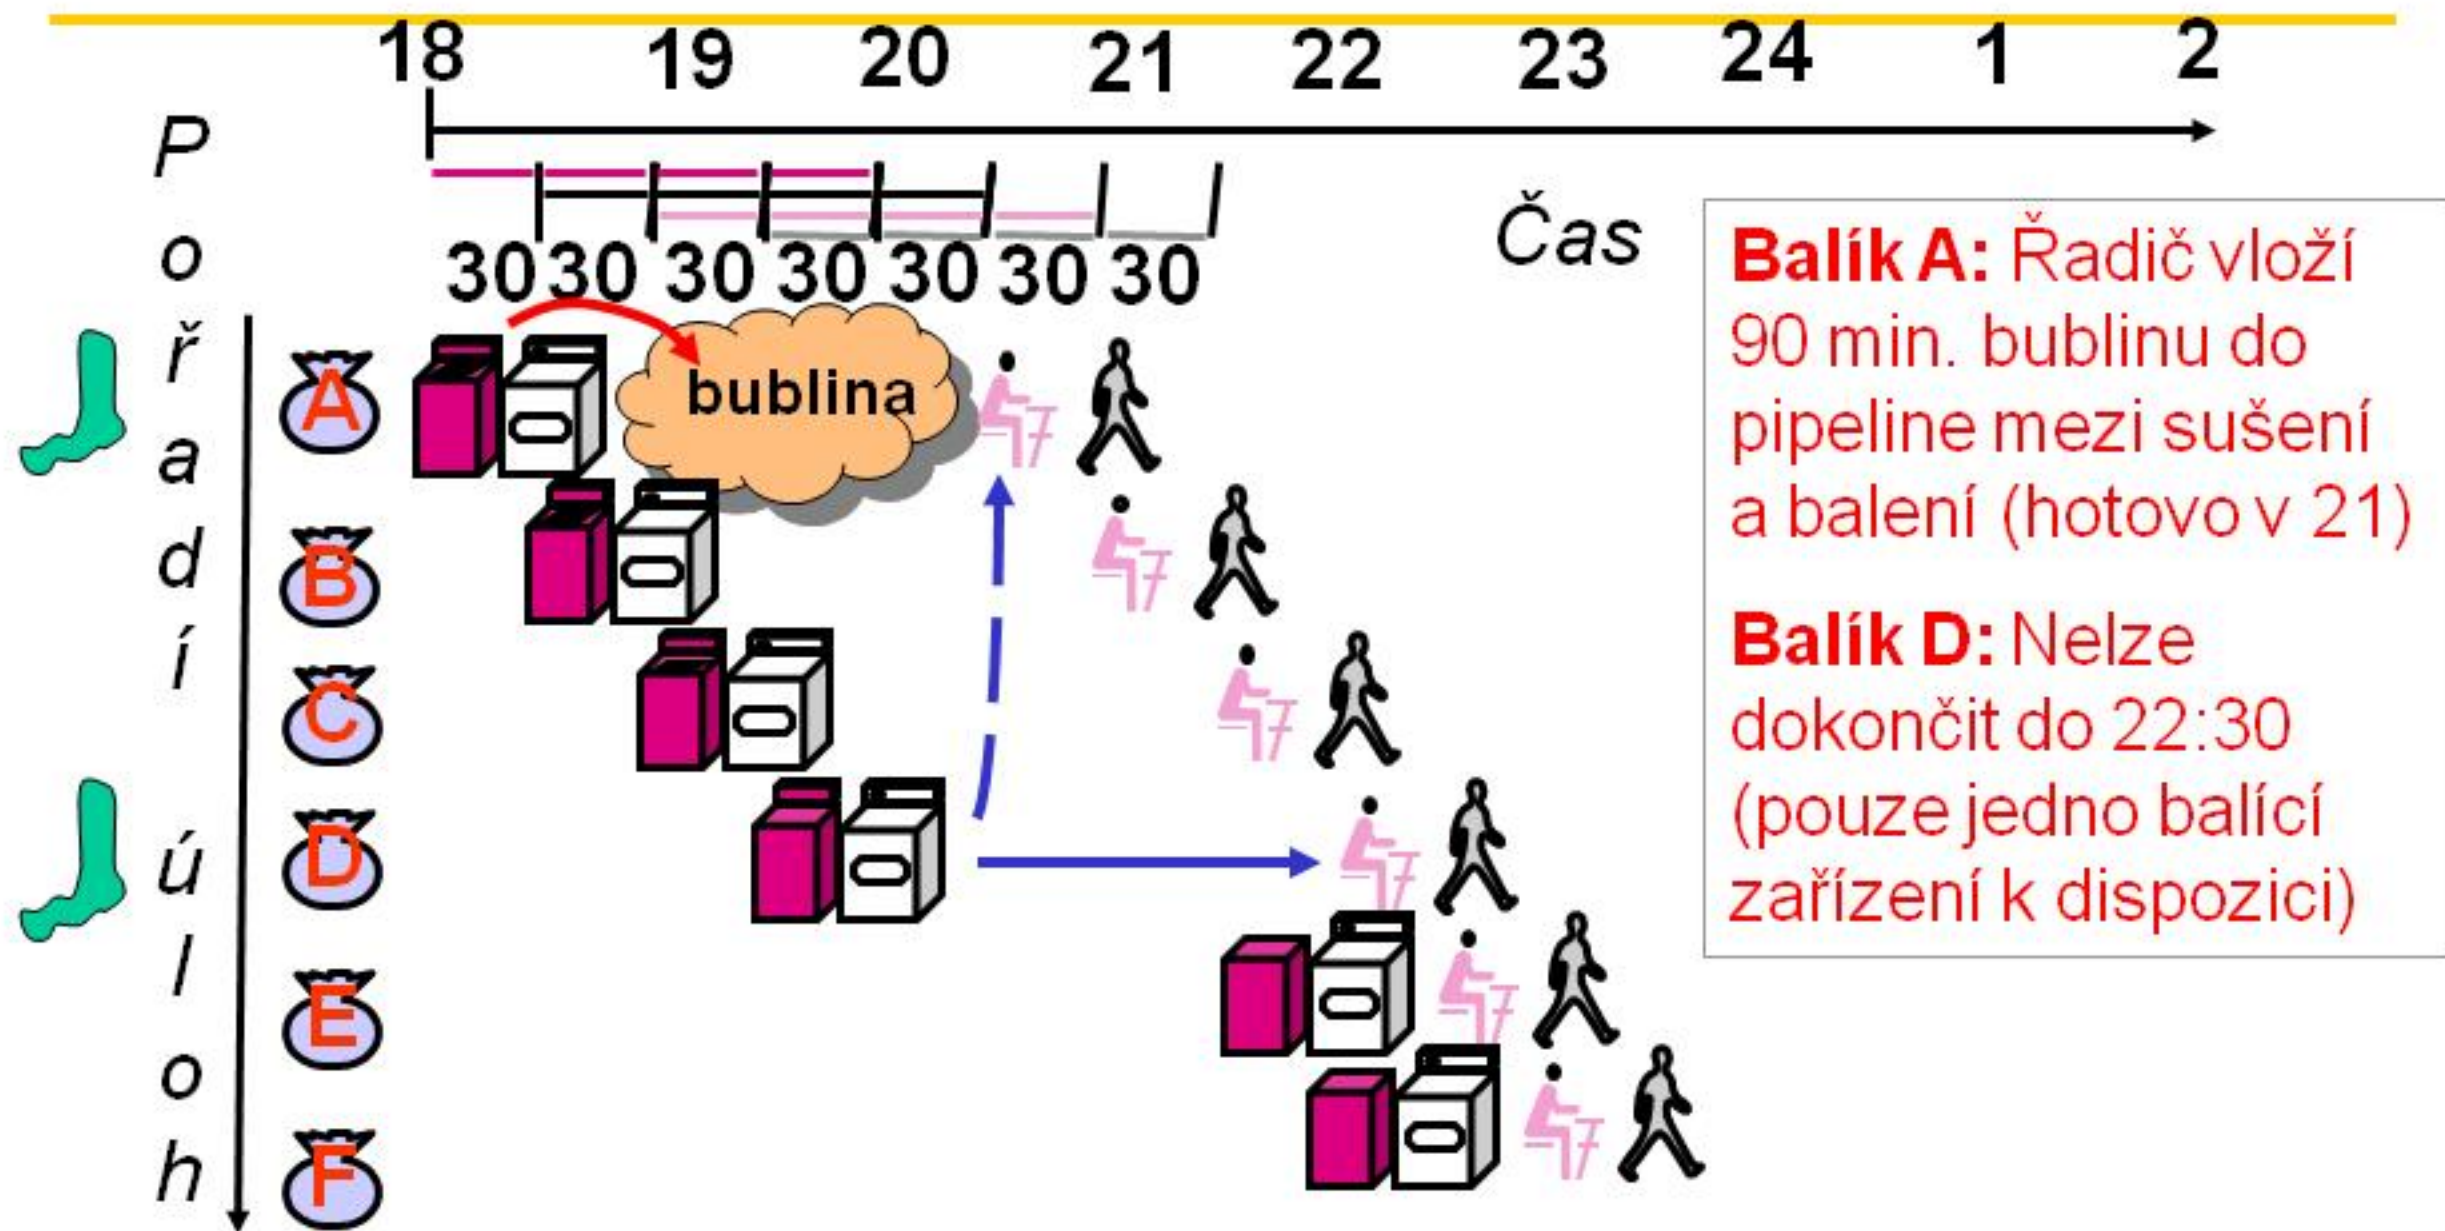 18 19 20 21 22 23 24 1 2
Pořadí úloh
Čas
30 30 30 30 30 30 30
bublina
A
B
C
D
E
F
Balík A: Řadič vloží
90 min. bublinu do
pipeline mezi sušení
a balení (hotovo v 21)
Balík D: Nelze
dokončit do 22:30
(pouze jedno balící
zařízení k dispozici)